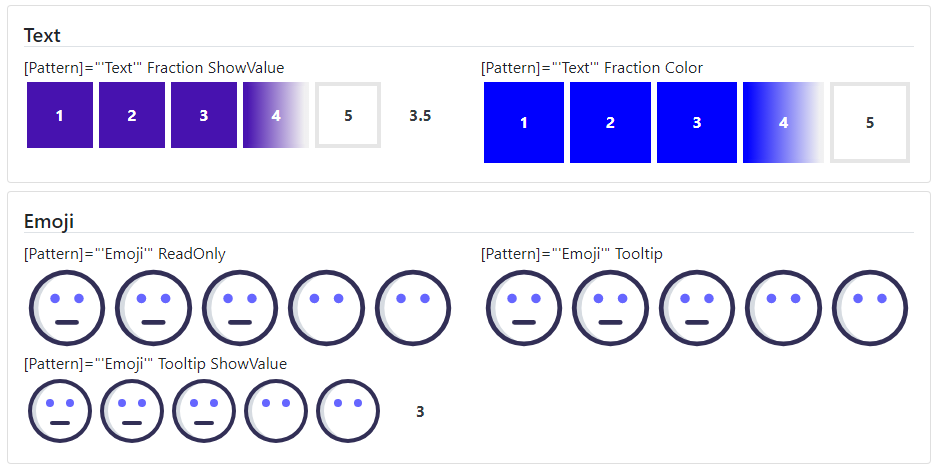 Text
[Pattern]="'Text'" Fraction ShowValue
1 2 3 4 5 3.5
[Pattern]="'Text'" Fraction Color
1 2 3 4 5
Emoji
[Pattern]="'Emoji'" ReadOnly
[Pattern]="'Emoji'" Tooltip
[Pattern]="'Emoji'" Tooltip ShowValue
3